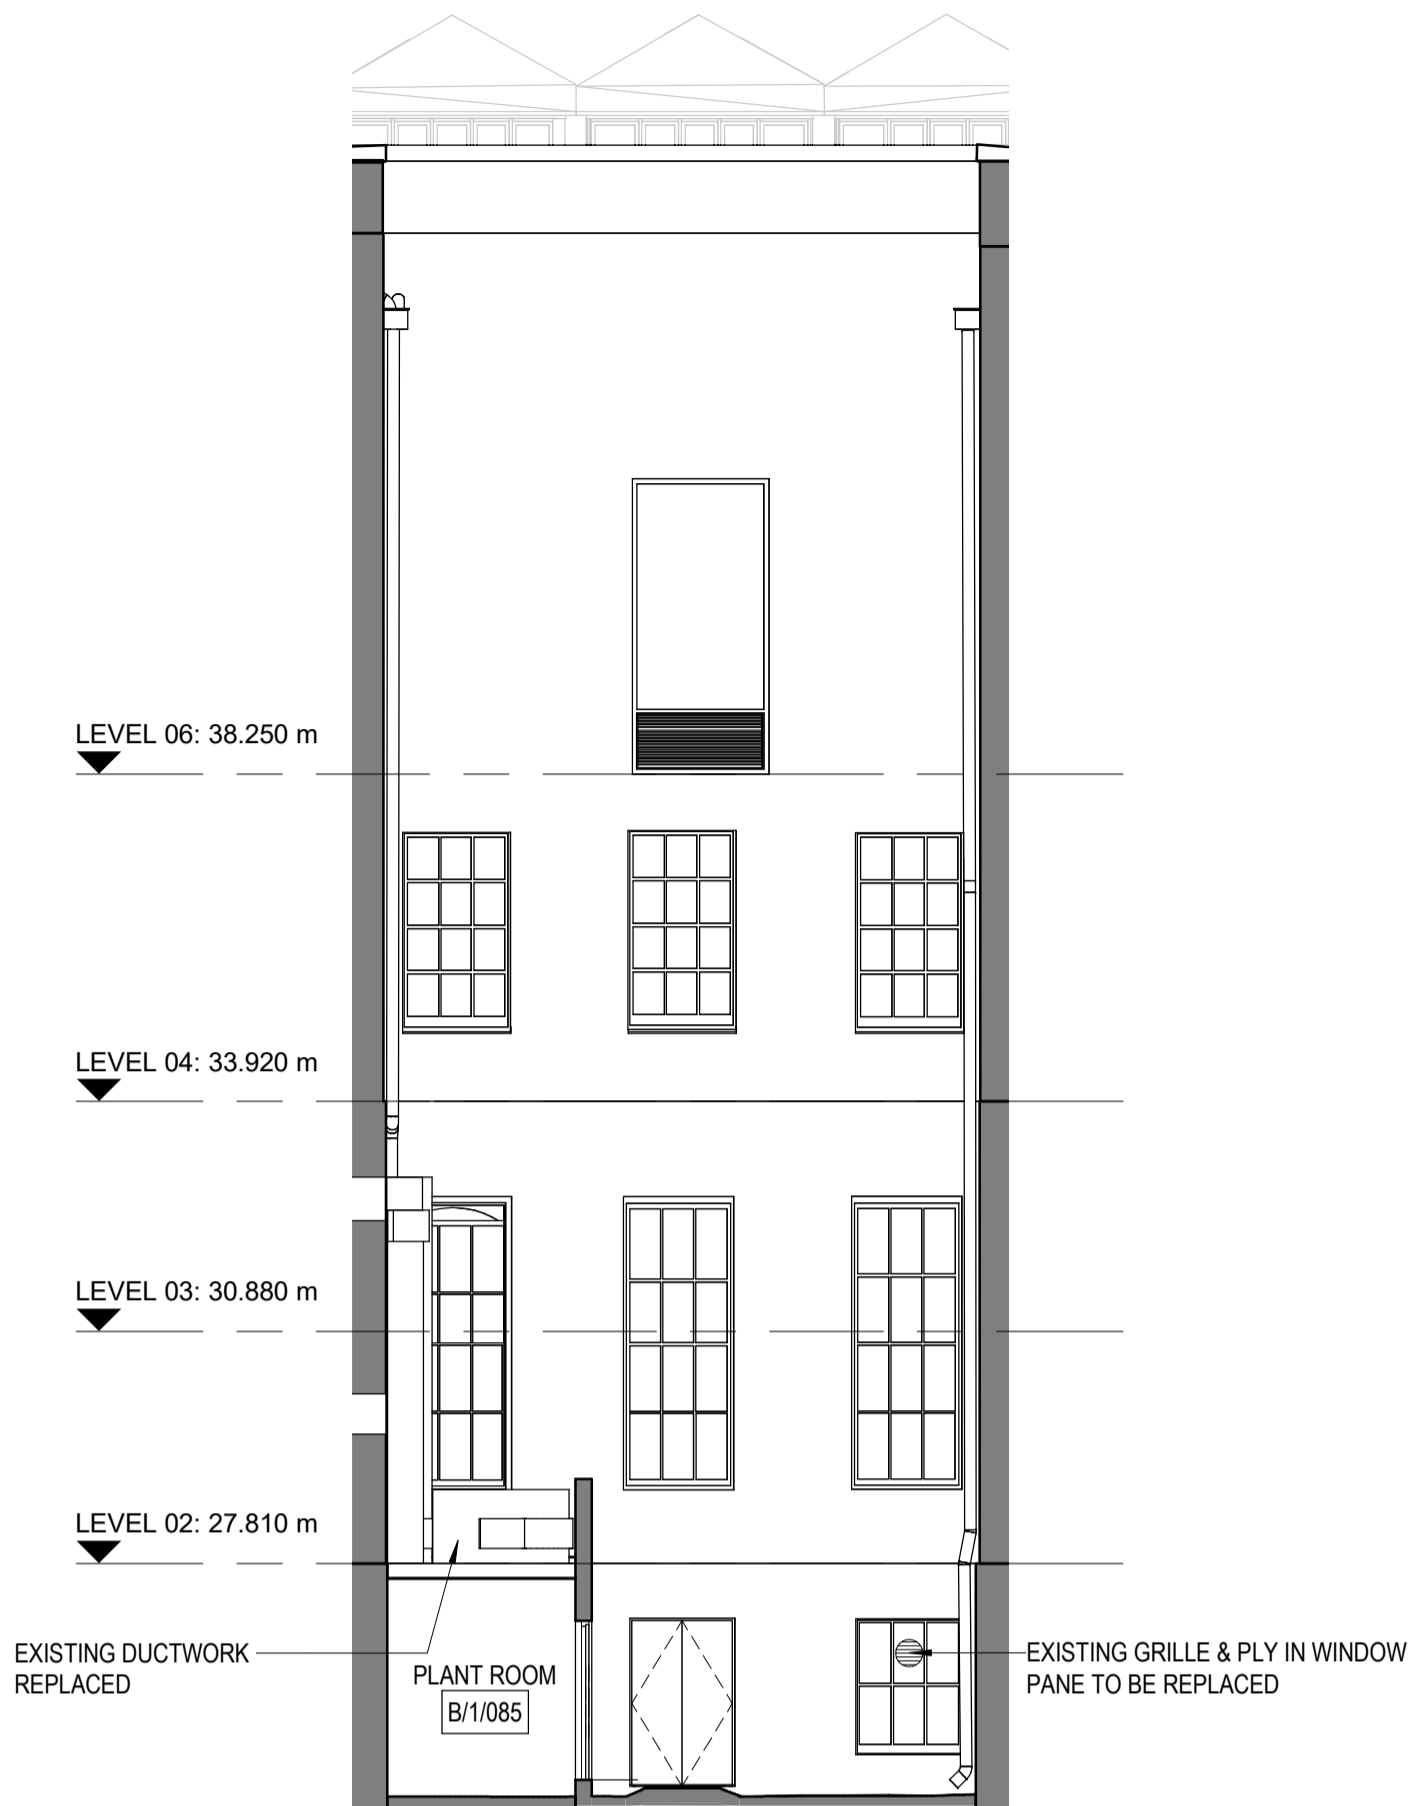 LEVEL 06: 38.250 m
LEVEL 04: 33.920 m
LEVEL 03: 30.880 m
LEVEL 02: 27.810 m
EXISTING DUCTWORK
REPLACED
PLANT ROOM
B/1/085
EXISTING GRILLE & PLY IN WINDOW
PANE TO BE REPLACED